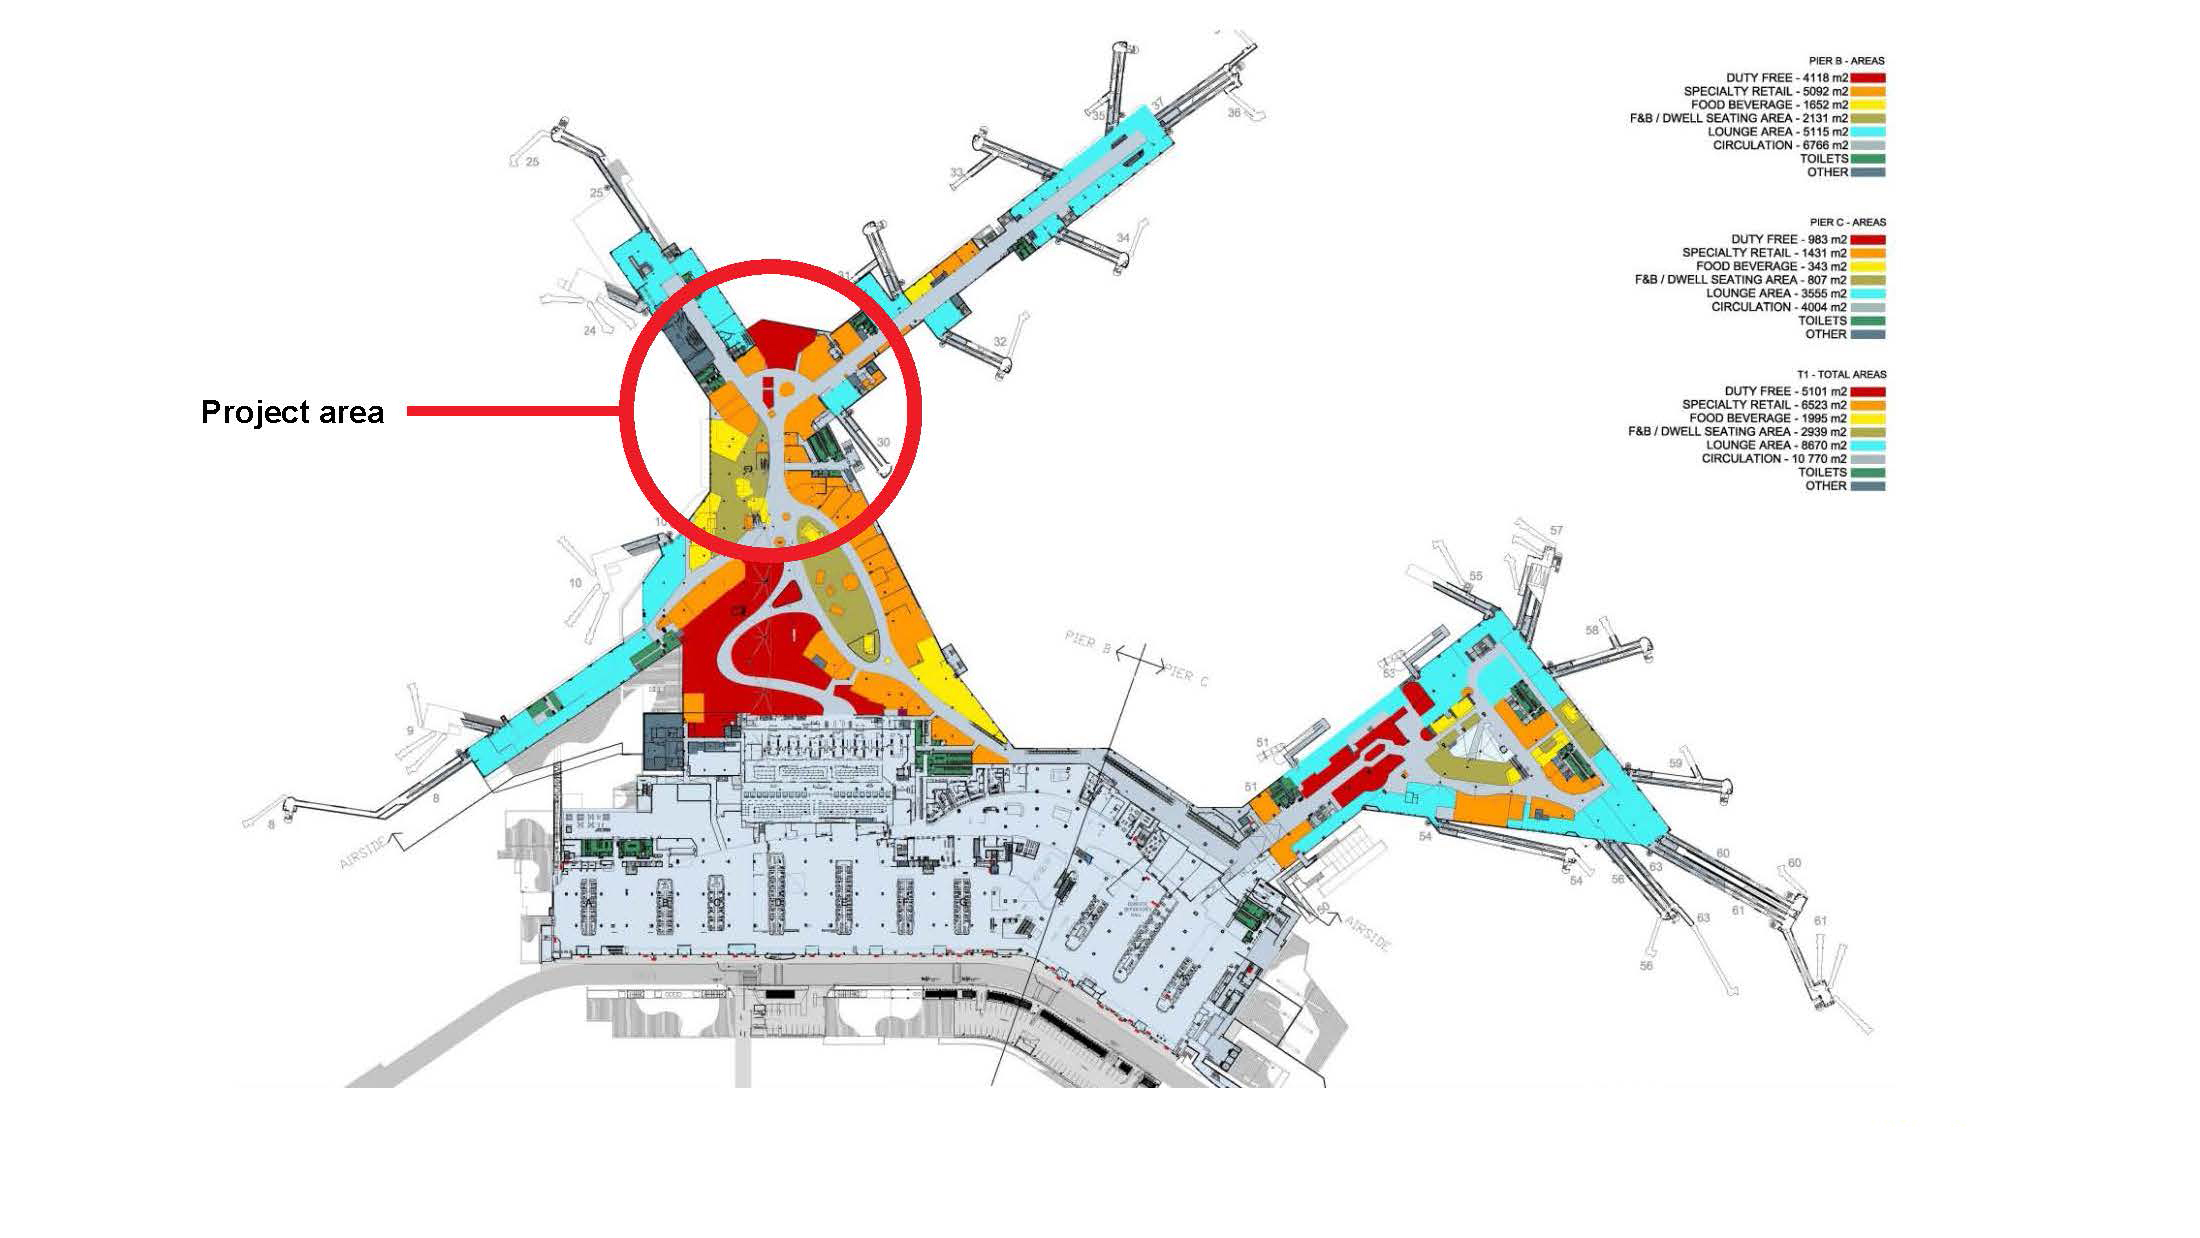 PIER B - AREAS
DUTY FREE - 4118 m2
SPECIALTY RETAIL - 5092 m2
FOOD BEVERAGE - 1652 m2
F&B / DWELL SEATING AREA - 2131 m2
LOUNGE AREA - 5115 m2
CIRCULATION - 6766 m2
TOILETS
OTHER
PIER C - AREAS
DUTY FREE - 983 m2
SPECIALTY RETAIL - 1431 m2
FOOD BEVERAGE - 343 m2
F&B / DWELL SEATING AREA - 807 m2
LOUNGE AREA - 3555 m2
CIRCULATION - 4004 m2
TOILETS
OTHER
T1 - TOTAL AREAS
DUTY FREE - 5101 m2
SPECIALTY RETAIL - 6523 m2
FOOD BEVERAGE - 1995 m2
F&B / DWELL SEATING AREA - 2939 m2
LOUNGE AREA - 8670 m2
CIRCULATION - 10 770 m2
TOILETS
OTHER
Project area
25
25
24
37
35
36
33
34
31
32
30
10
10
9
8
8
AIRSIDE
PIER B
PIER C
57
55
58
53
51
51
59
54
54
60
63
56
60
61
63
61
56
60
AIRSIDE